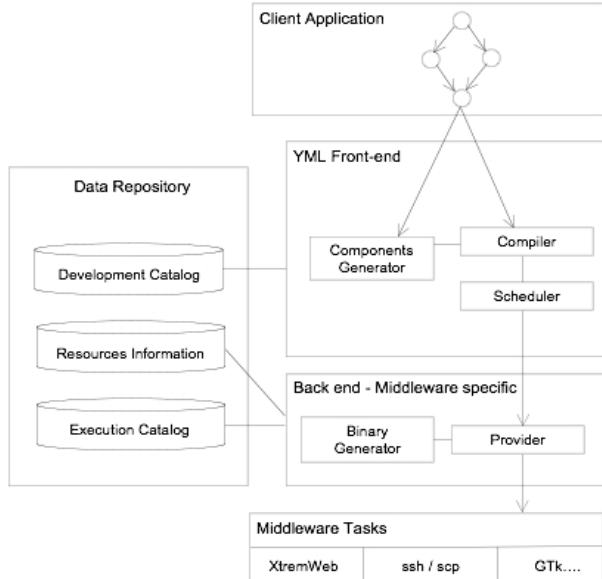 Client Application
YML Front-end
Data Repository
Components
Generator
Compiler
Development Catalog
Scheduler
Resources Information
Back end - Middleware specific
Execution Catalog
Binary
Generator
Provider
Middleware Tasks
XtremWeb
ssh / scp
GTk....